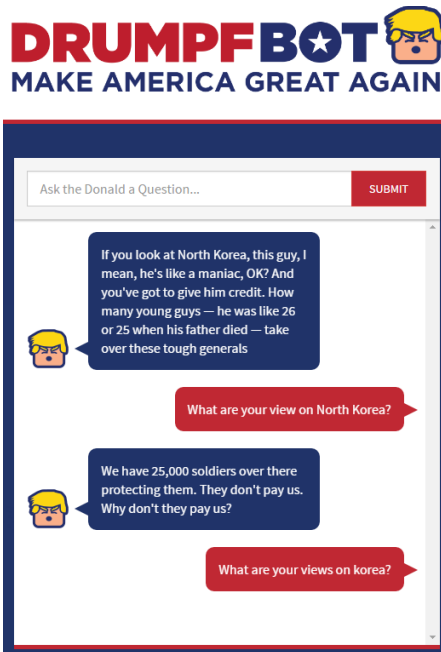 DRUMPFBOT
MAKE AMERICA GREAT AGAIN
Ask the Donald a Question...
SUBMIT
If you look at North Korea, this guy, I
mean, he's like a maniac, OK? And
you've got to give him credit. How
many young guys — he was like 26
or 25 when his father died — take
over these tough generals
What are your view on North Korea?
We have 25,000 soldiers over there
protecting them. They don't pay us.
Why don't they pay us?
What are your views on korea?